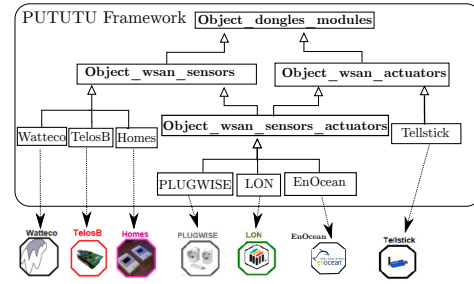 PUTUTU Framework
Object_dongles_modules
Object_wsan_sensors
Object_wsan_actuators
Object_wsan_sensors_actuators
Watteco
TelosB
Homes
Tellstick
PLUGWISE
LON
EnOcean
Watteco
TelosB
Homes
PLUGWISE
LON
EnOcean
Tellstick
enocean